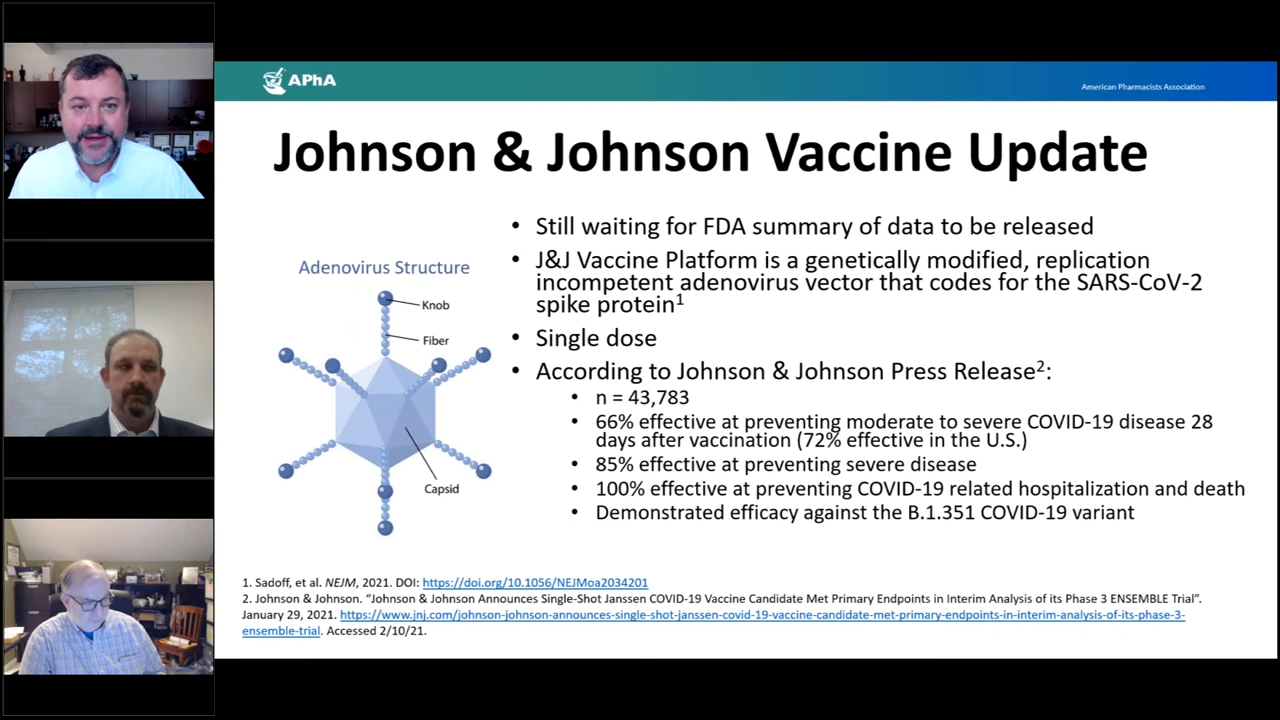 APhA
American Pharmacists Association
Johnson & Johnson Vaccine Update
Adenovirus Structure
Knob
Fiber
Capsid
• Still waiting for FDA summary of data to be released
• J&J Vaccine Platform is a genetically modified, replication
incompetent adenovirus vector that codes for the SARS-CoV-2
spike protein1
• Single dose
• According to Johnson & Johnson Press Release2:
• n = 43,783
• 66% effective at preventing moderate to severe COVID-19 disease 28
days after vaccination (72% effective in the U.S.)
• 85% effective at preventing severe disease
• 100% effective at preventing COVID-19 related hospitalization and death
• Demonstrated efficacy against the B.1.351 COVID-19 variant
1. Sadoff, et al. NEJM, 2021. DOI: https://doi.org/10.1056/NEJMoa2034201
2. Johnson & Johnson. “Johnson & Johnson Announces Single-Shot Janssen COVID-19 Vaccine Candidate Met Primary Endpoints in Interim Analysis of its Phase 3 ENSEMBLE Trial”.
January 29, 2021. https://www.jnj.com/johnson-johnson-announces-single-shot-janssen-covid-19-vaccine-candidate-met-primary-endpoints-in-interim-analysis-of-its-phase-3-
ensemble-trial. Accessed 2/10/21.